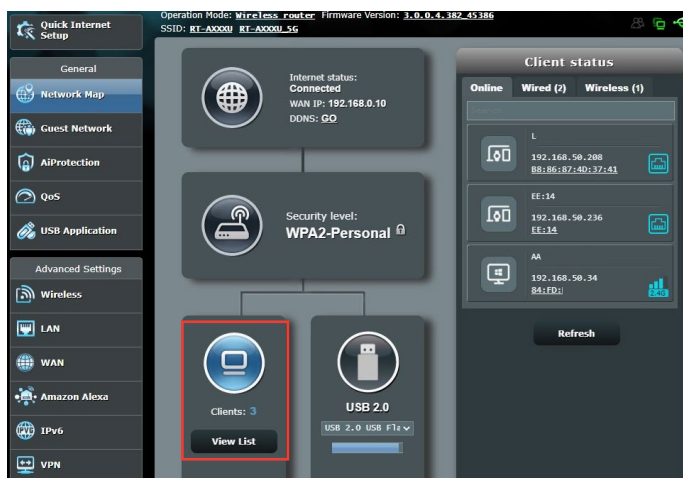 Quick Internet
Setup
Operation Mode: Wireless router Firmware Version: 3.0.0.4.382_45386
SSID: RT-AXXXU RT-AXXXU_5G
General
Network Map
Guest Network
AiProtection
QoS
USB Application
Advanced Settings
Wireless
LAN
WAN
Amazon Alexa
IPv6
VPN
Internet status:
Connected
WAN IP: 192.168.0.10
DDNS: GO
Security level:
WPA2-Personal
Clients: 3
View List
USB 2.0
USB 2.0 USB Fla
Client status
Online Wired (2) Wireless (1)
L
192.168.50.208
B8:86:87:4D:37:41
EE:14
192.168.50.236
EE:14
AA
192.168.50.34
84:FD:
2.4G
Refresh